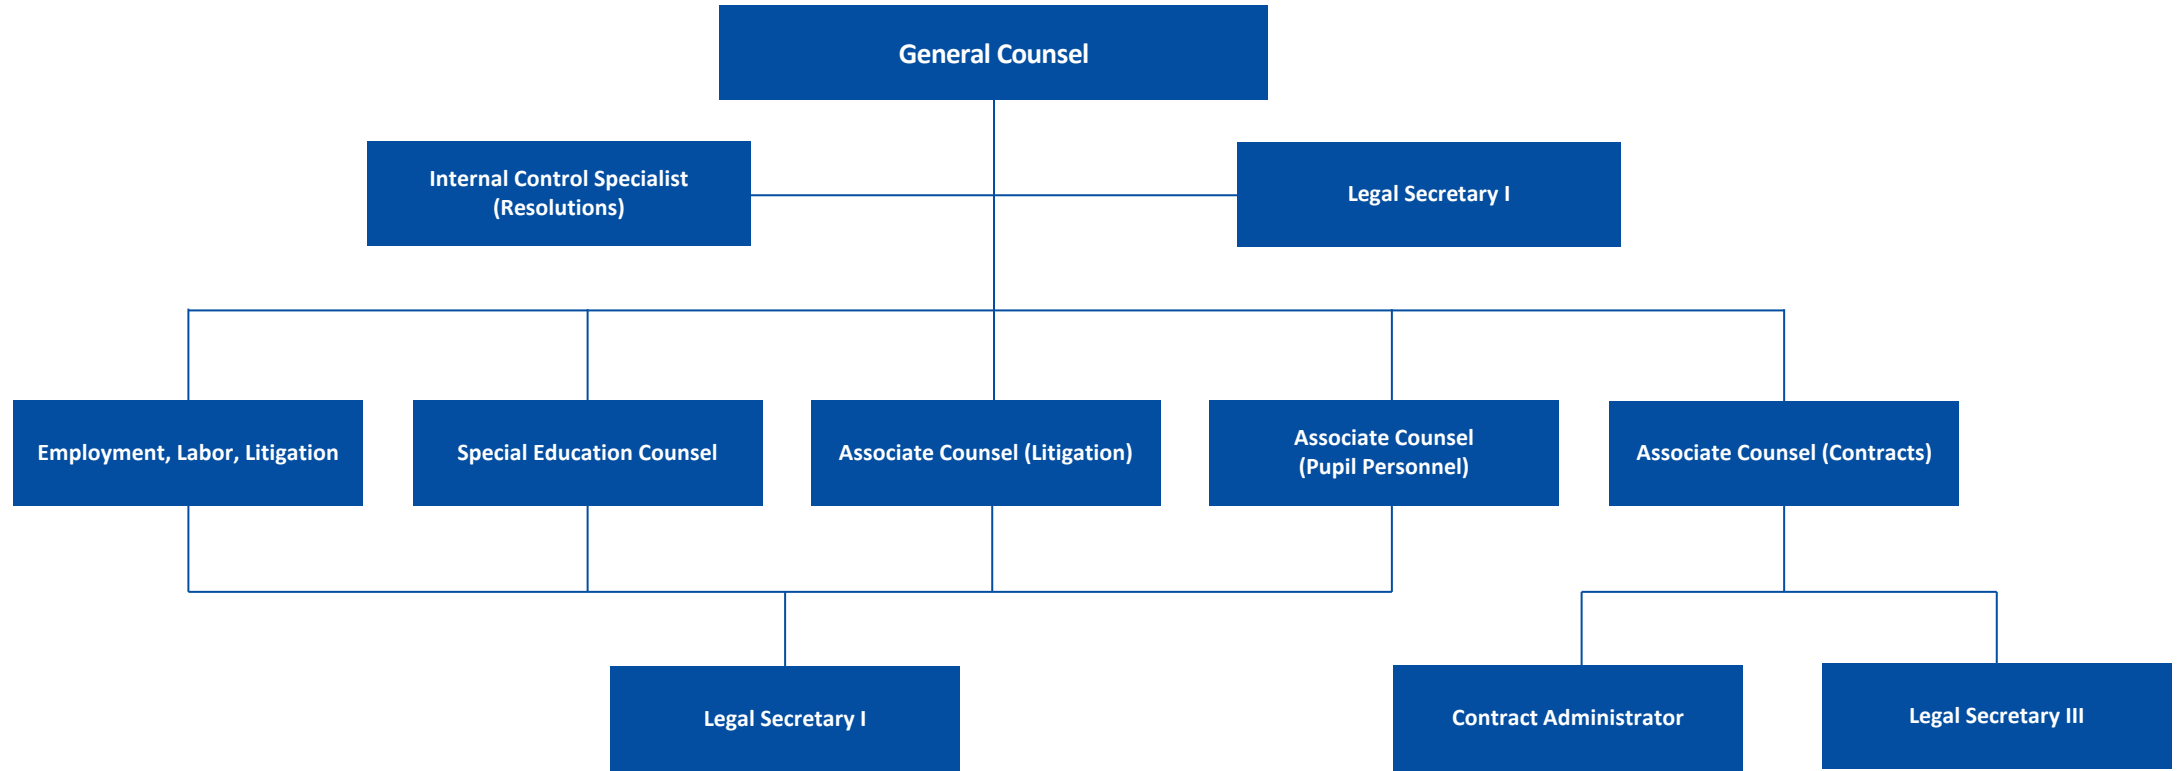 General Counsel
Internal Control Specialist
(Resolutions)
Legal Secretary I
Employment, Labor, Litigation
Special Education Counsel
Associate Counsel (Litigation)
Associate Counsel
(Pupil Personnel)
Associate Counsel (Contracts)
Legal Secretary I
Contract Administrator
Legal Secretary III